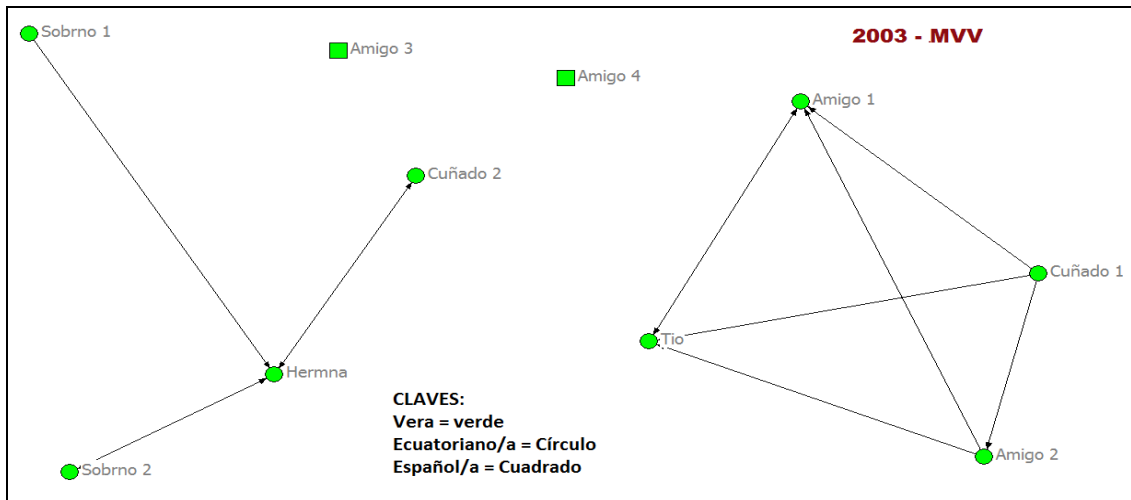 Sobrno 1
Amigo 3
2003 - MVV
Amigo 4
Amigo 1
Cuñado 2
Cuñado 1
Tio
Hermna
CLAVES:
Vera = verde
Ecuatoriano/a = Círculo
Español/a = Cuadrado
Amigo 2
Sobrno 2